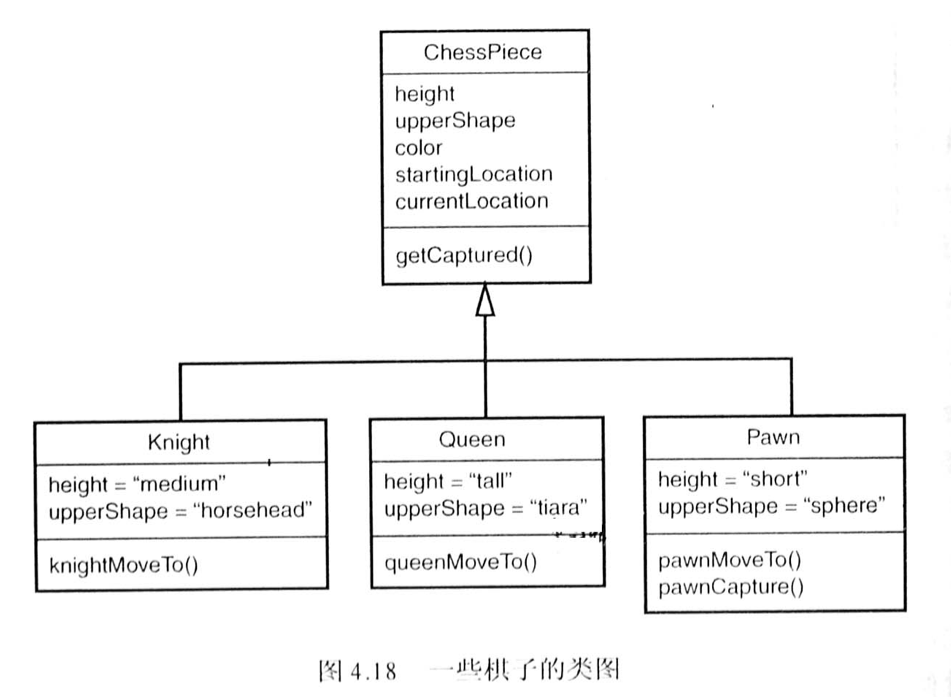 ChessPiece
height
upperShape
color
startingLocation
currentLocation
getCaptured()
Knight
height = “medium”
upperShape = “horsehead”
knightMoveTo()
Queen
height = “tall”
upperShape = “tiara”
queenMoveTo()
Pawn
height = “short”
upperShape = “sphere”
pawnMoveTo()
pawnCapture()
图 4.18 一些棋子的类图